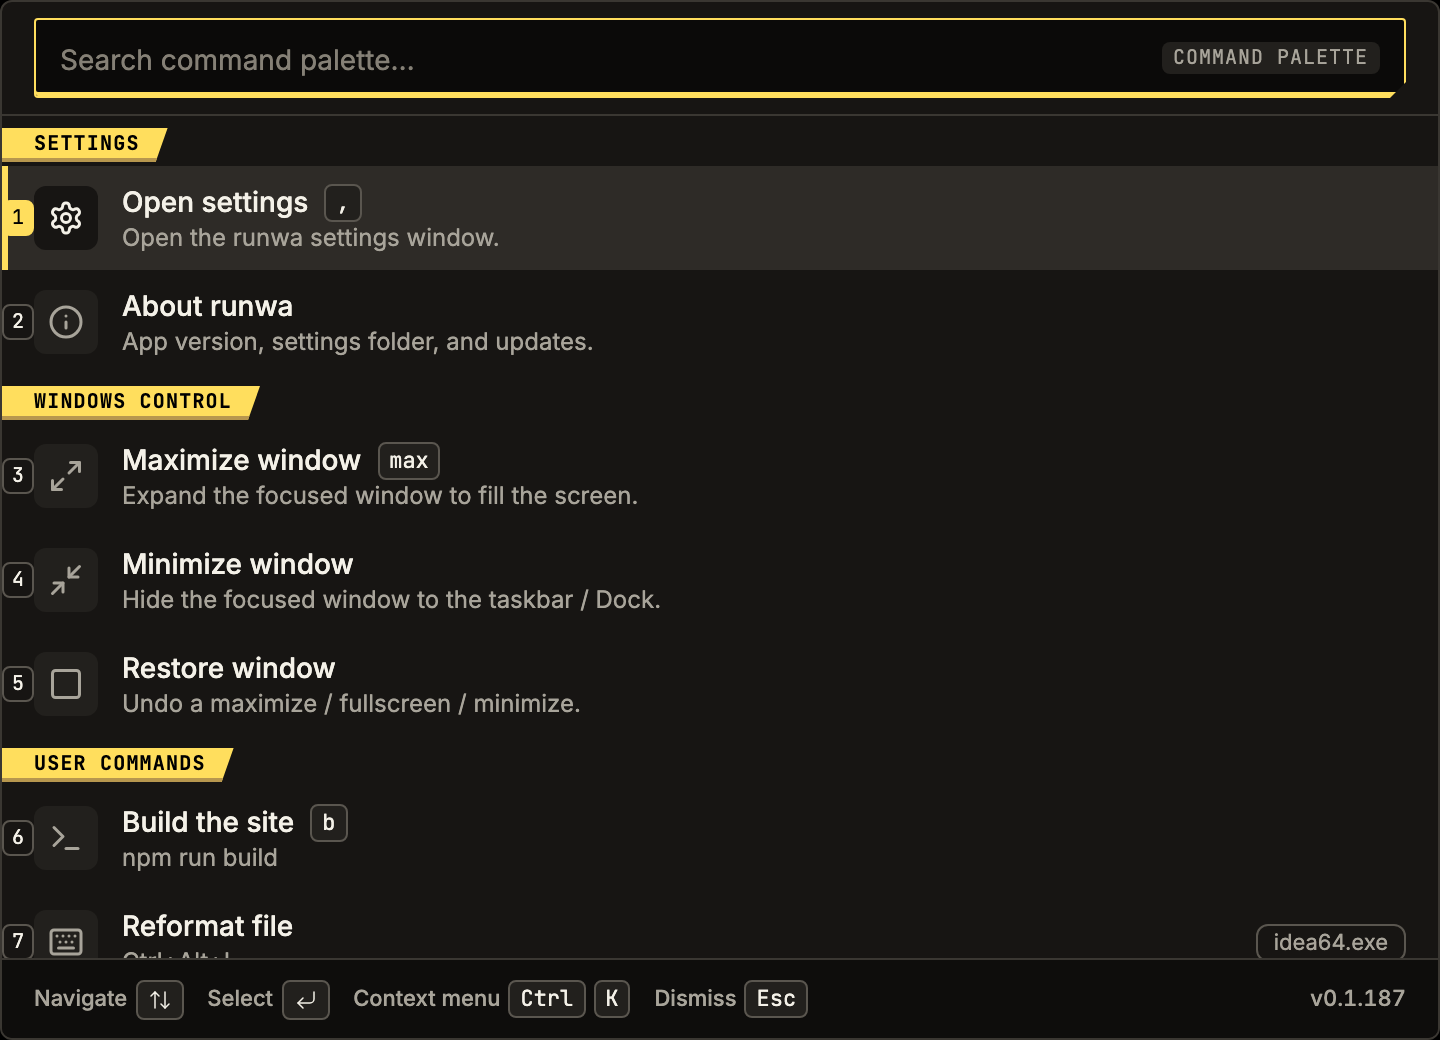 Search command palette...
COMMAND PALETTE
SETTINGS
1
Open settings ,
Open the runwa settings window.
2
About runwa
App version, settings folder, and updates.
WINDOWS CONTROL
3
Maximize window max
Expand the focused window to fill the screen.
4
Minimize window
Hide the focused window to the taskbar / Dock.
5
Restore window
Undo a maximize / fullscreen / minimize.
USER COMMANDS
6
Build the site b
npm run build
7
Reformat file
idea64.exe
Navigate Select Context menu Ctrl K Dismiss Esc
v0.1.187